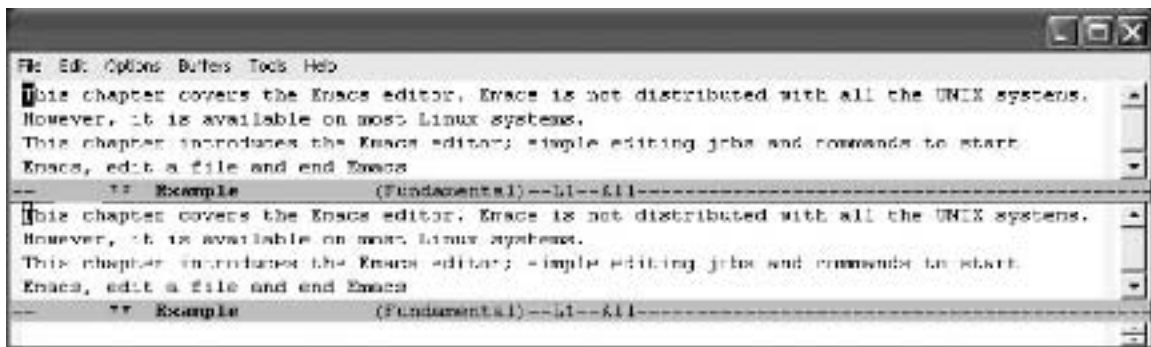 File Edit Options Buffers Tools Help
This chapter covers the Emacs editor. Emacs is not distributed with all the UNIX systems.
However, it is available on most Linux systems.
This chapter introduces the Emacs editor; simple editing jobs and commands to start
Emacs, edit a file and end Emacs
-- ** Example (Fundamental)--L1--All--------------------------------
This chapter covers the Emacs editor. Emacs is not distributed with all the UNIX systems.
However, it is available on most Linux systems.
This chapter introduces the Emacs editor; simple editing jobs and commands to start
Emacs, edit a file and end Emacs
-- ** Example (Fundamental)--L1--All--------------------------------